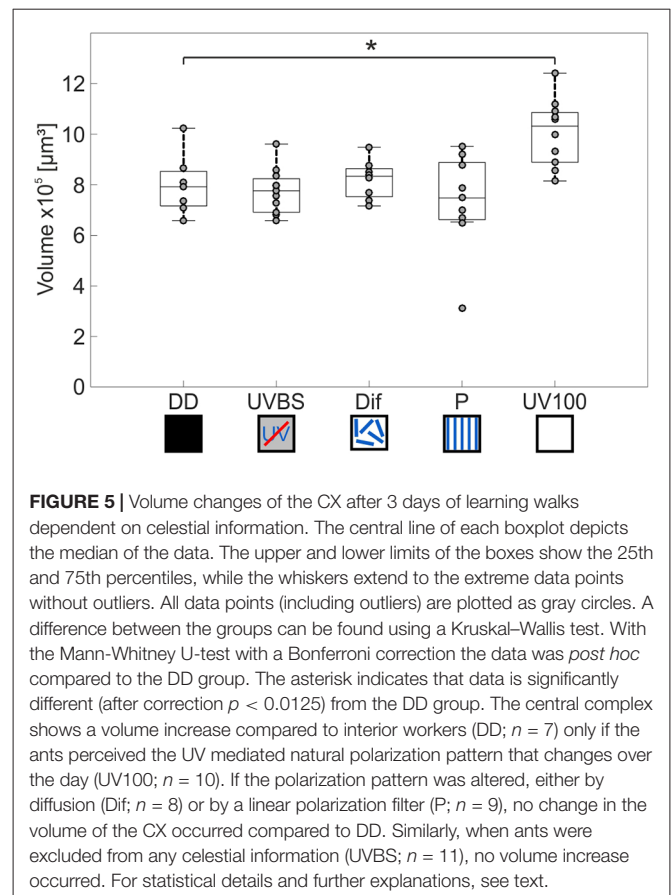 *
Volume x10⁵ [µm³]
12
10
8
6
4
2
0
DD UVBS Dif P UV100
UV
FIGURE 5 | Volume changes of the CX after 3 days of learning walks
dependent on celestial information. The central line of each boxplot depicts
the median of the data. The upper and lower limits of the boxes show the 25th
and 75th percentiles, while the whiskers extend to the extreme data points
without outliers. All data points (including outliers) are plotted as gray circles. A
difference between the groups can be found using a Kruskal–Wallis test. With
the Mann-Whitney U-test with a Bonferroni correction the data was post hoc
compared to the DD group. The asterisk indicates that data is significantly
different (after correction p < 0.0125) from the DD group. The central complex
shows a volume increase compared to interior workers (DD; n = 7) only if the
ants perceived the UV mediated natural polarization pattern that changes over
the day (UV100; n = 10). If the polarization pattern was altered, either by
diffusion (Dif; n = 8) or by a linear polarization filter (P; n = 9), no change in the
volume of the CX occurred compared to DD. Similarly, when ants were
excluded from any celestial information (UVBS; n = 11), no volume increase
occurred. For statistical details and further explanations, see text.